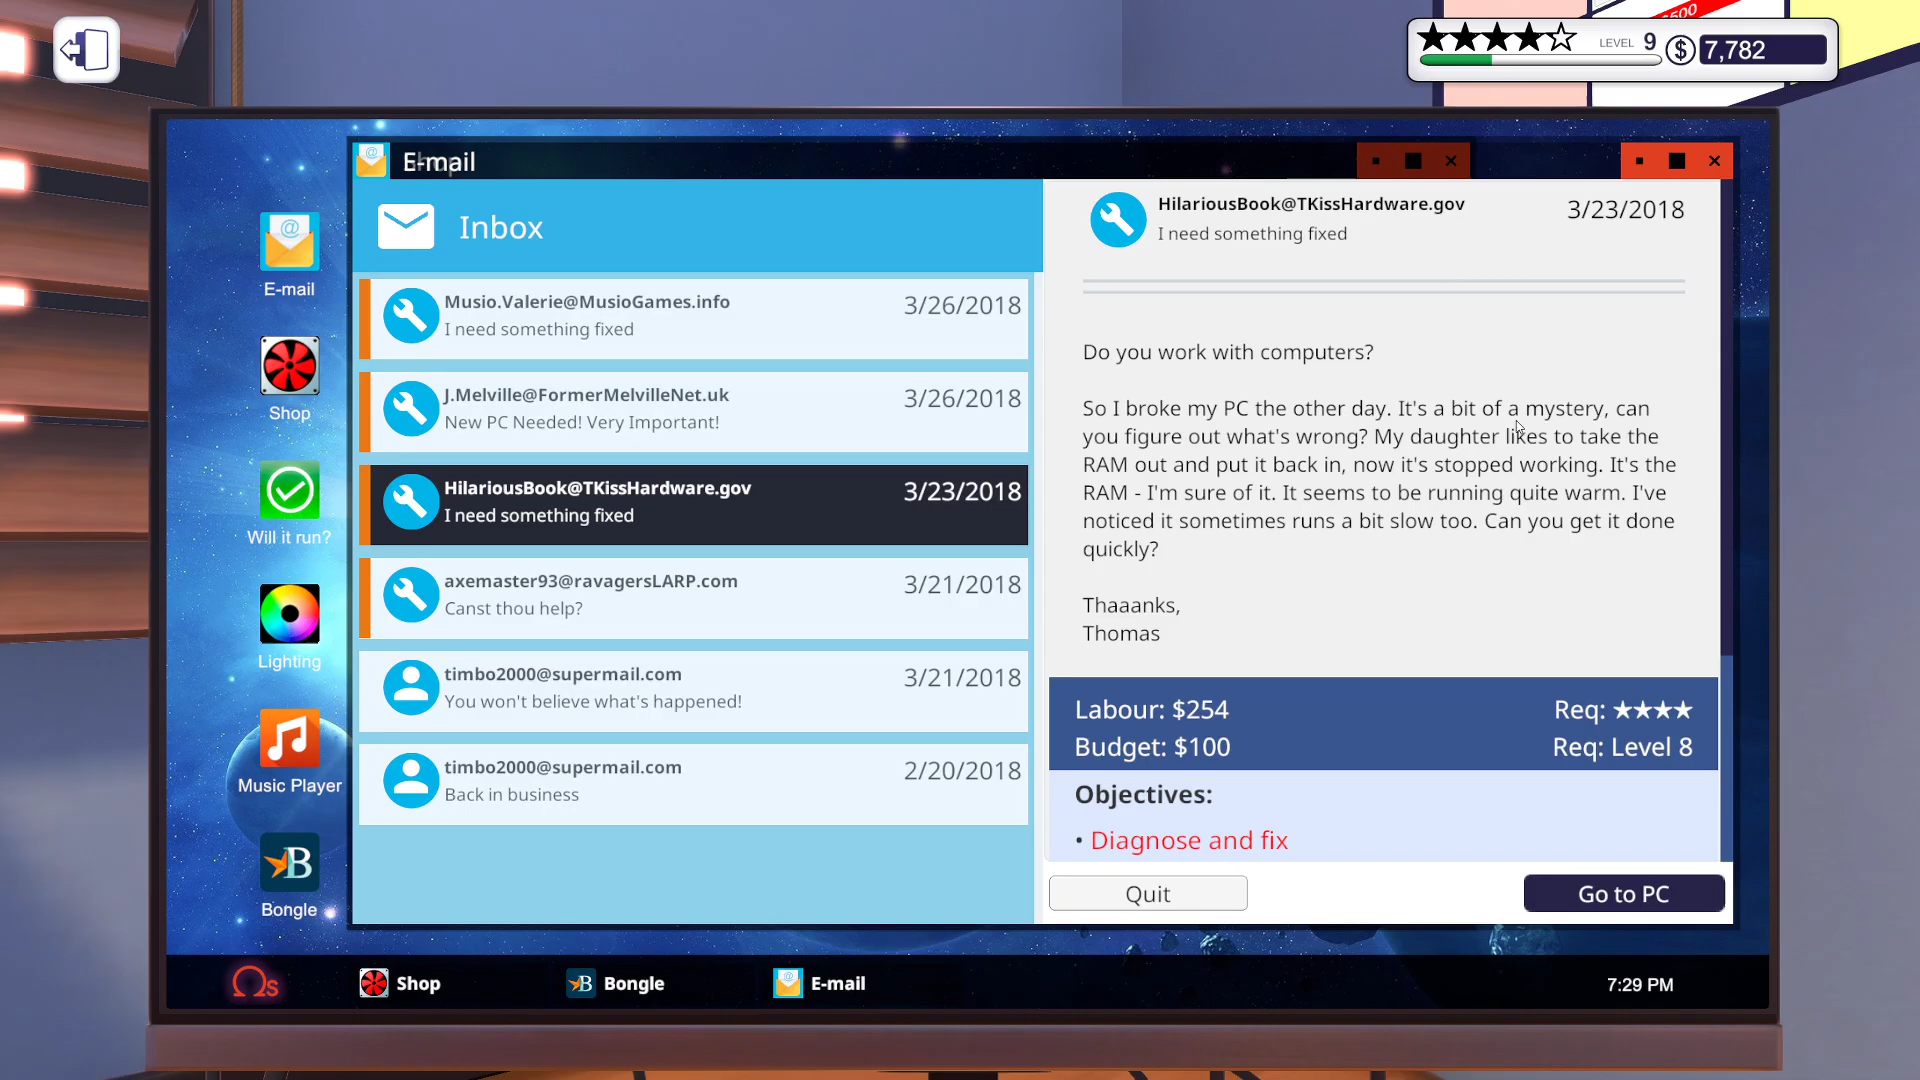 $500
LEVEL 9
$ 7,782
E-mail
Inbox
Musio.Valerie@MusioGames.info
3/26/2018
I need something fixed
J.Melville@FormerMelvilleNet.uk
3/26/2018
New PC Needed! Very Important!
HilariousBook@TKissHardware.gov
3/23/2018
I need something fixed
axemaster93@ravagersLARP.com
3/21/2018
Canst thou help?
timbo2000@supermail.com
3/21/2018
You won't believe what's happened!
timbo2000@supermail.com
2/20/2018
Back in business
HilariousBook@TKissHardware.gov
3/23/2018
I need something fixed
Do you work with computers?
So I broke my PC the other day. It's a bit of a mystery, can
you figure out what's wrong? My daughter likes to take the
RAM out and put it back in, now it's stopped working. It's the
RAM - I'm sure of it. It seems to be running quite warm. I've
noticed it sometimes runs a bit slow too. Can you get it done
quickly?
Thaaanks,
Thomas
Labour: $254
Req: ★★★★
Budget: $100
Req: Level 8
Objectives:
• Diagnose and fix
Quit
Go to PC
E-mail
Shop
Will it run?
Lighting
Music Player
B
Bongle
Ωs
Shop
B
Bongle
E-mail
7:29 PM